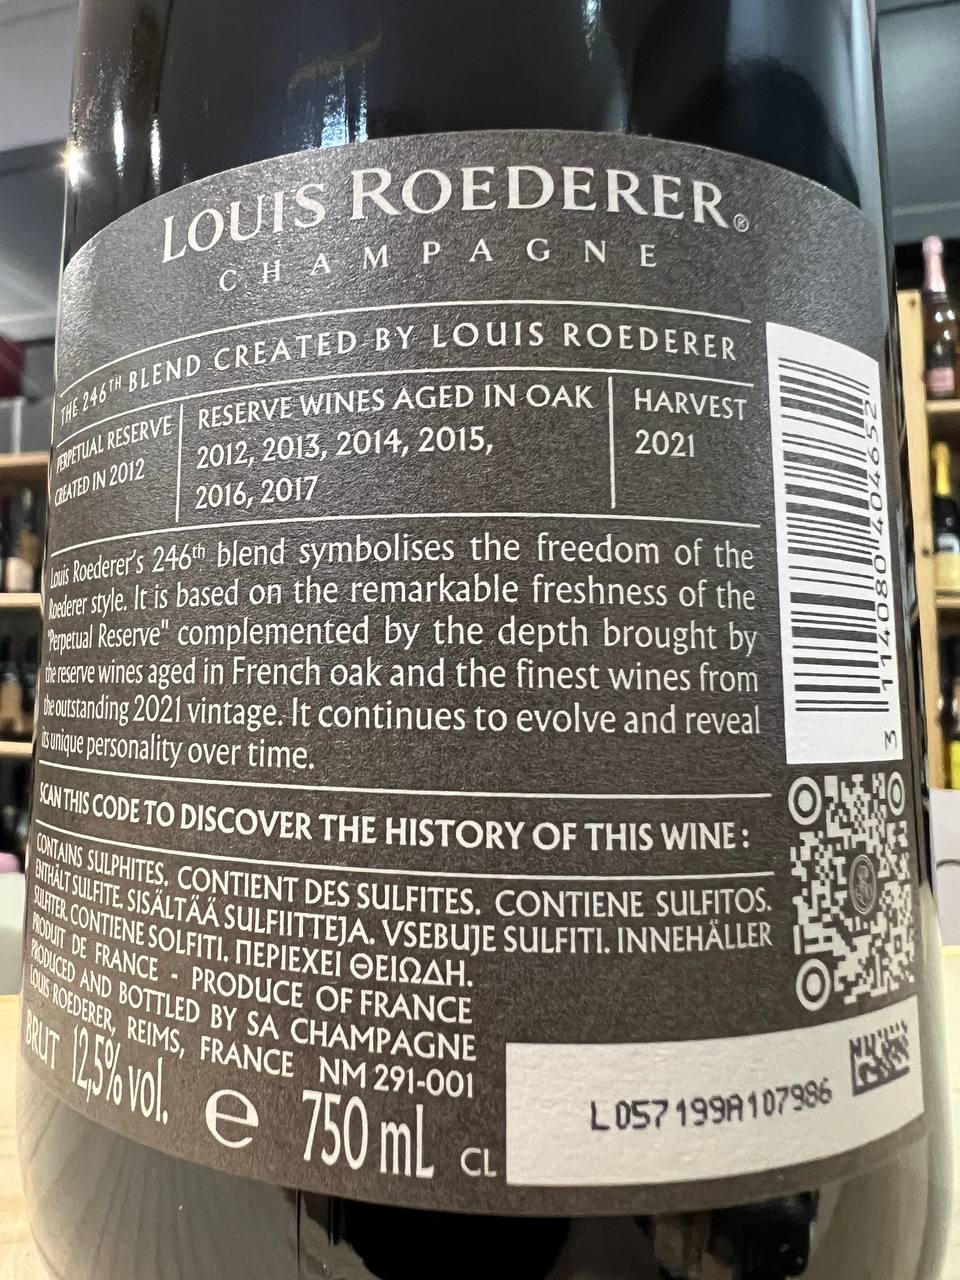 LOUIS ROEDERER®
CHAMPAGNE
THE 246TH BLEND CREATED BY LOUIS ROEDERER
PERPETUAL RESERVE
CREATED IN 2012
RESERVE WINES AGED IN OAK
2012, 2013, 2014, 2015,
2016, 2017
HARVEST
2021
Louis Roederer's 246th blend symbolises the freedom of the
Roederer style. It is based on the remarkable freshness of the
"Perpetual Reserve" complemented by the depth brought by
the reserve wines aged in French oak and the finest wines from
the outstanding 2021 vintage. It continues to evolve and reveal
its unique personality over time.
SCAN THIS CODE TO DISCOVER THE HISTORY OF THIS WINE :
CONTAINS SULPHITES. CONTIENT DES SULFITES. CONTIENE SULFITOS.
ENTHÄLT SULFITE. SISÄLTÄÄ SULFIITTEJA. VSEBUJE SULFITI. INNEHÅLLER
SULFITER. CONTIENE SOLFITI. ΠΕΡΙΕΧΕΙ ΘΕΙΩΔΗ.
PRODUIT DE FRANCE - PRODUCE OF FRANCE
PRODUCED AND BOTTLED BY SA CHAMPAGNE
LOUIS ROEDERER, REIMS, FRANCE NM 291-001
BRUT 12,5% vol. e 750 mL CL
3 114080 404652
L057199A107986